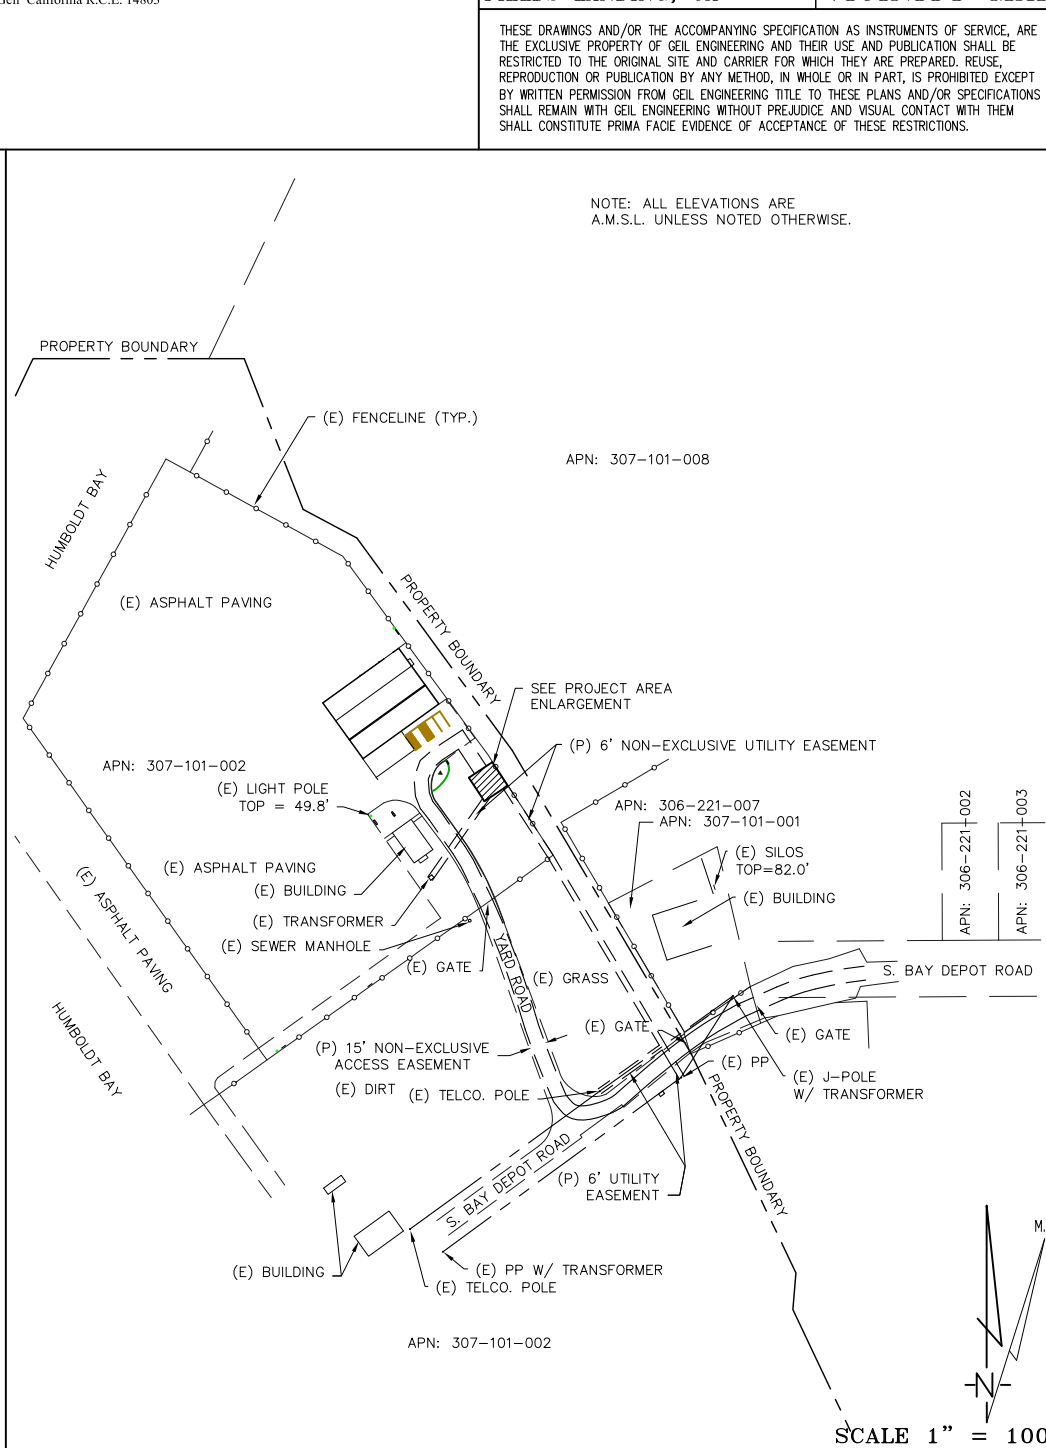 California R.C.E. 14803
THESE DRAWINGS AND/OR THE ACCOMPANYING SPECIFICATION AS INSTRUMENTS OF SERVICE, ARE
THE EXCLUSIVE PROPERTY OF GEIL ENGINEERING AND THEIR USE AND PUBLICATION SHALL BE
RESTRICTED TO THE ORIGINAL SITE AND CARRIER FOR WHICH THEY ARE PREPARED. REUSE,
REPRODUCTION OR PUBLICATION BY ANY METHOD, IN WHOLE OR IN PART, IS PROHIBITED EXCEPT
BY WRITTEN PERMISSION FROM GEIL ENGINEERING TITLE TO THESE PLANS AND/OR SPECIFICATIONS
SHALL REMAIN WITH GEIL ENGINEERING WITHOUT PREJUDICE AND VISUAL CONTACT WITH THEM
SHALL CONSTITUTE PRIMA FACIE EVIDENCE OF ACCEPTANCE OF THESE RESTRICTIONS.
NOTE: ALL ELEVATIONS ARE
A.M.S.L. UNLESS NOTED OTHERWISE.
PROPERTY BOUNDARY
(E) FENCELINE (TYP.)
APN: 307-101-008
HUMBOLDT BAY
(E) ASPHALT PAVING
PROPERTY BOUNDARY
SEE PROJECT AREA
ENLARGEMENT
(P) 6' NON-EXCLUSIVE UTILITY EASEMENT
APN: 307-101-002
(E) LIGHT POLE
TOP = 49.8'
APN: 306-221-007
APN: 307-101-001
APN: 306-221-002
APN: 306-221-003
(E) SILOS
TOP=82.0'
(E) ASPHALT PAVING
(E) ASPHALT PAVING
(E) BUILDING
(E) BUILDING
(E) TRANSFORMER
(E) SEWER MANHOLE
(E) GATE
YARD ROAD
(E) GRASS
S. BAY DEPOT ROAD
HUMBOLDT BAY
(E) GATE
(E) GATE
(P) 15' NON-EXCLUSIVE
ACCESS EASEMENT
(E) PP
(E) DIRT
(E) TELCO. POLE
(E) J-POLE
W/ TRANSFORMER
PROPERTY BOUNDARY
S. BAY DEPOT ROAD
(P) 6' UTILITY
EASEMENT
(E) BUILDING
(E) PP W/ TRANSFORMER
(E) TELCO. POLE
APN: 307-101-002
M.
N
SCALE 1" = 100